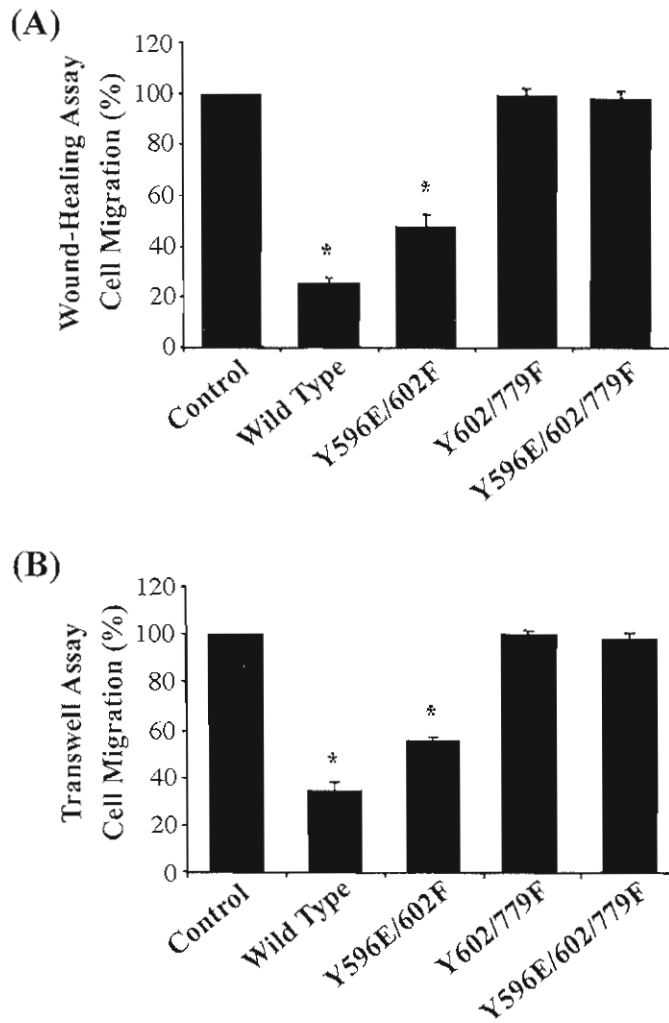 (A)
Wound-Healing Assay
Cell Migration (%)
120
100
80
60
40
20
0
*
*
Control
Wild Type
Y596E/602F
Y602/779F
Y596E/602/779F
(B)
Transwell Assay
Cell Migration (%)
120
100
80
60
40
20
0
*
*
Control
Wild Type
Y596E/602F
Y602/779F
Y596E/602/779F